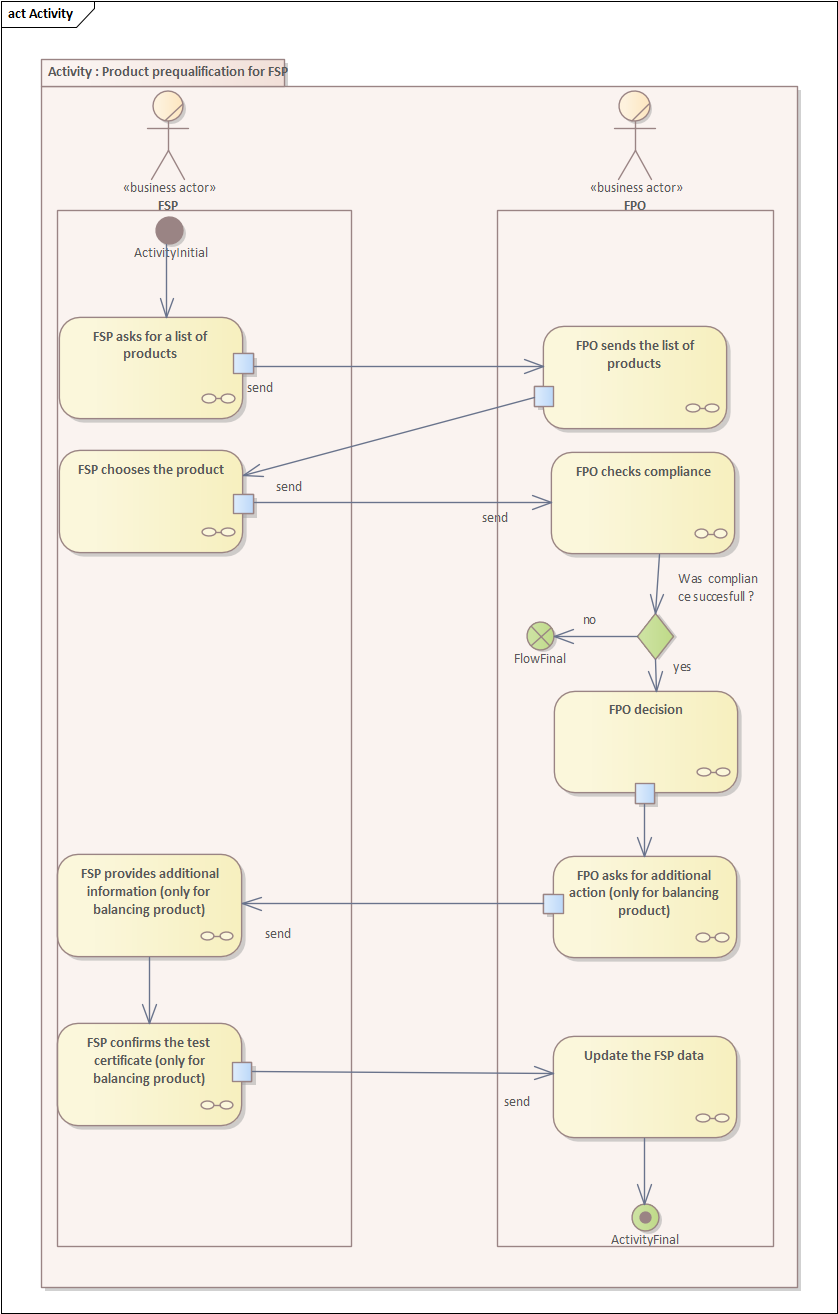 act Activity
Activity : Product prequalification for FSP
«business actor»
FSP
«business actor»
FPO
ActivityInitial
FSP asks for a list of
products
send
FPO sends the list of
products
FSP chooses the product
send
send
FPO checks compliance
Was complian
ce succesfull ?
no
FlowFinal
yes
FPO decision
FSP provides additional
information (only for
balancing product)
send
FPO asks for additional
action (only for balancing
product)
FSP confirms the test
certificate (only for
balancing product)
send
Update the FSP data
ActivityFinal